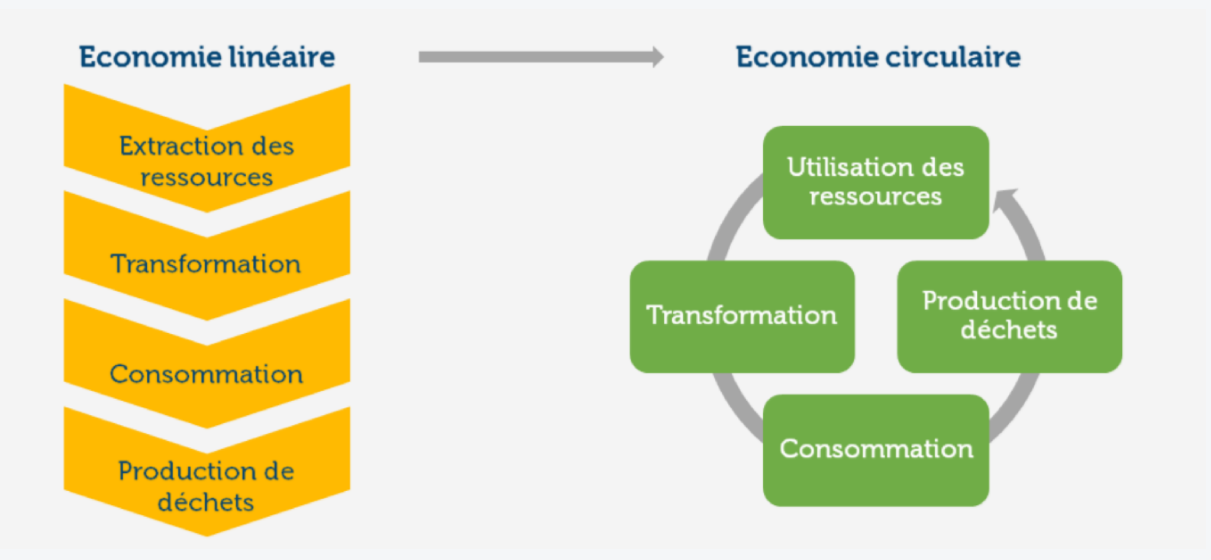 Economie linéaire
Economie circulaire
Extraction des
ressources
Transformation
Consommation
Production de
déchets
Utilisation des
ressources
Transformation
Production de
déchets
Consommation